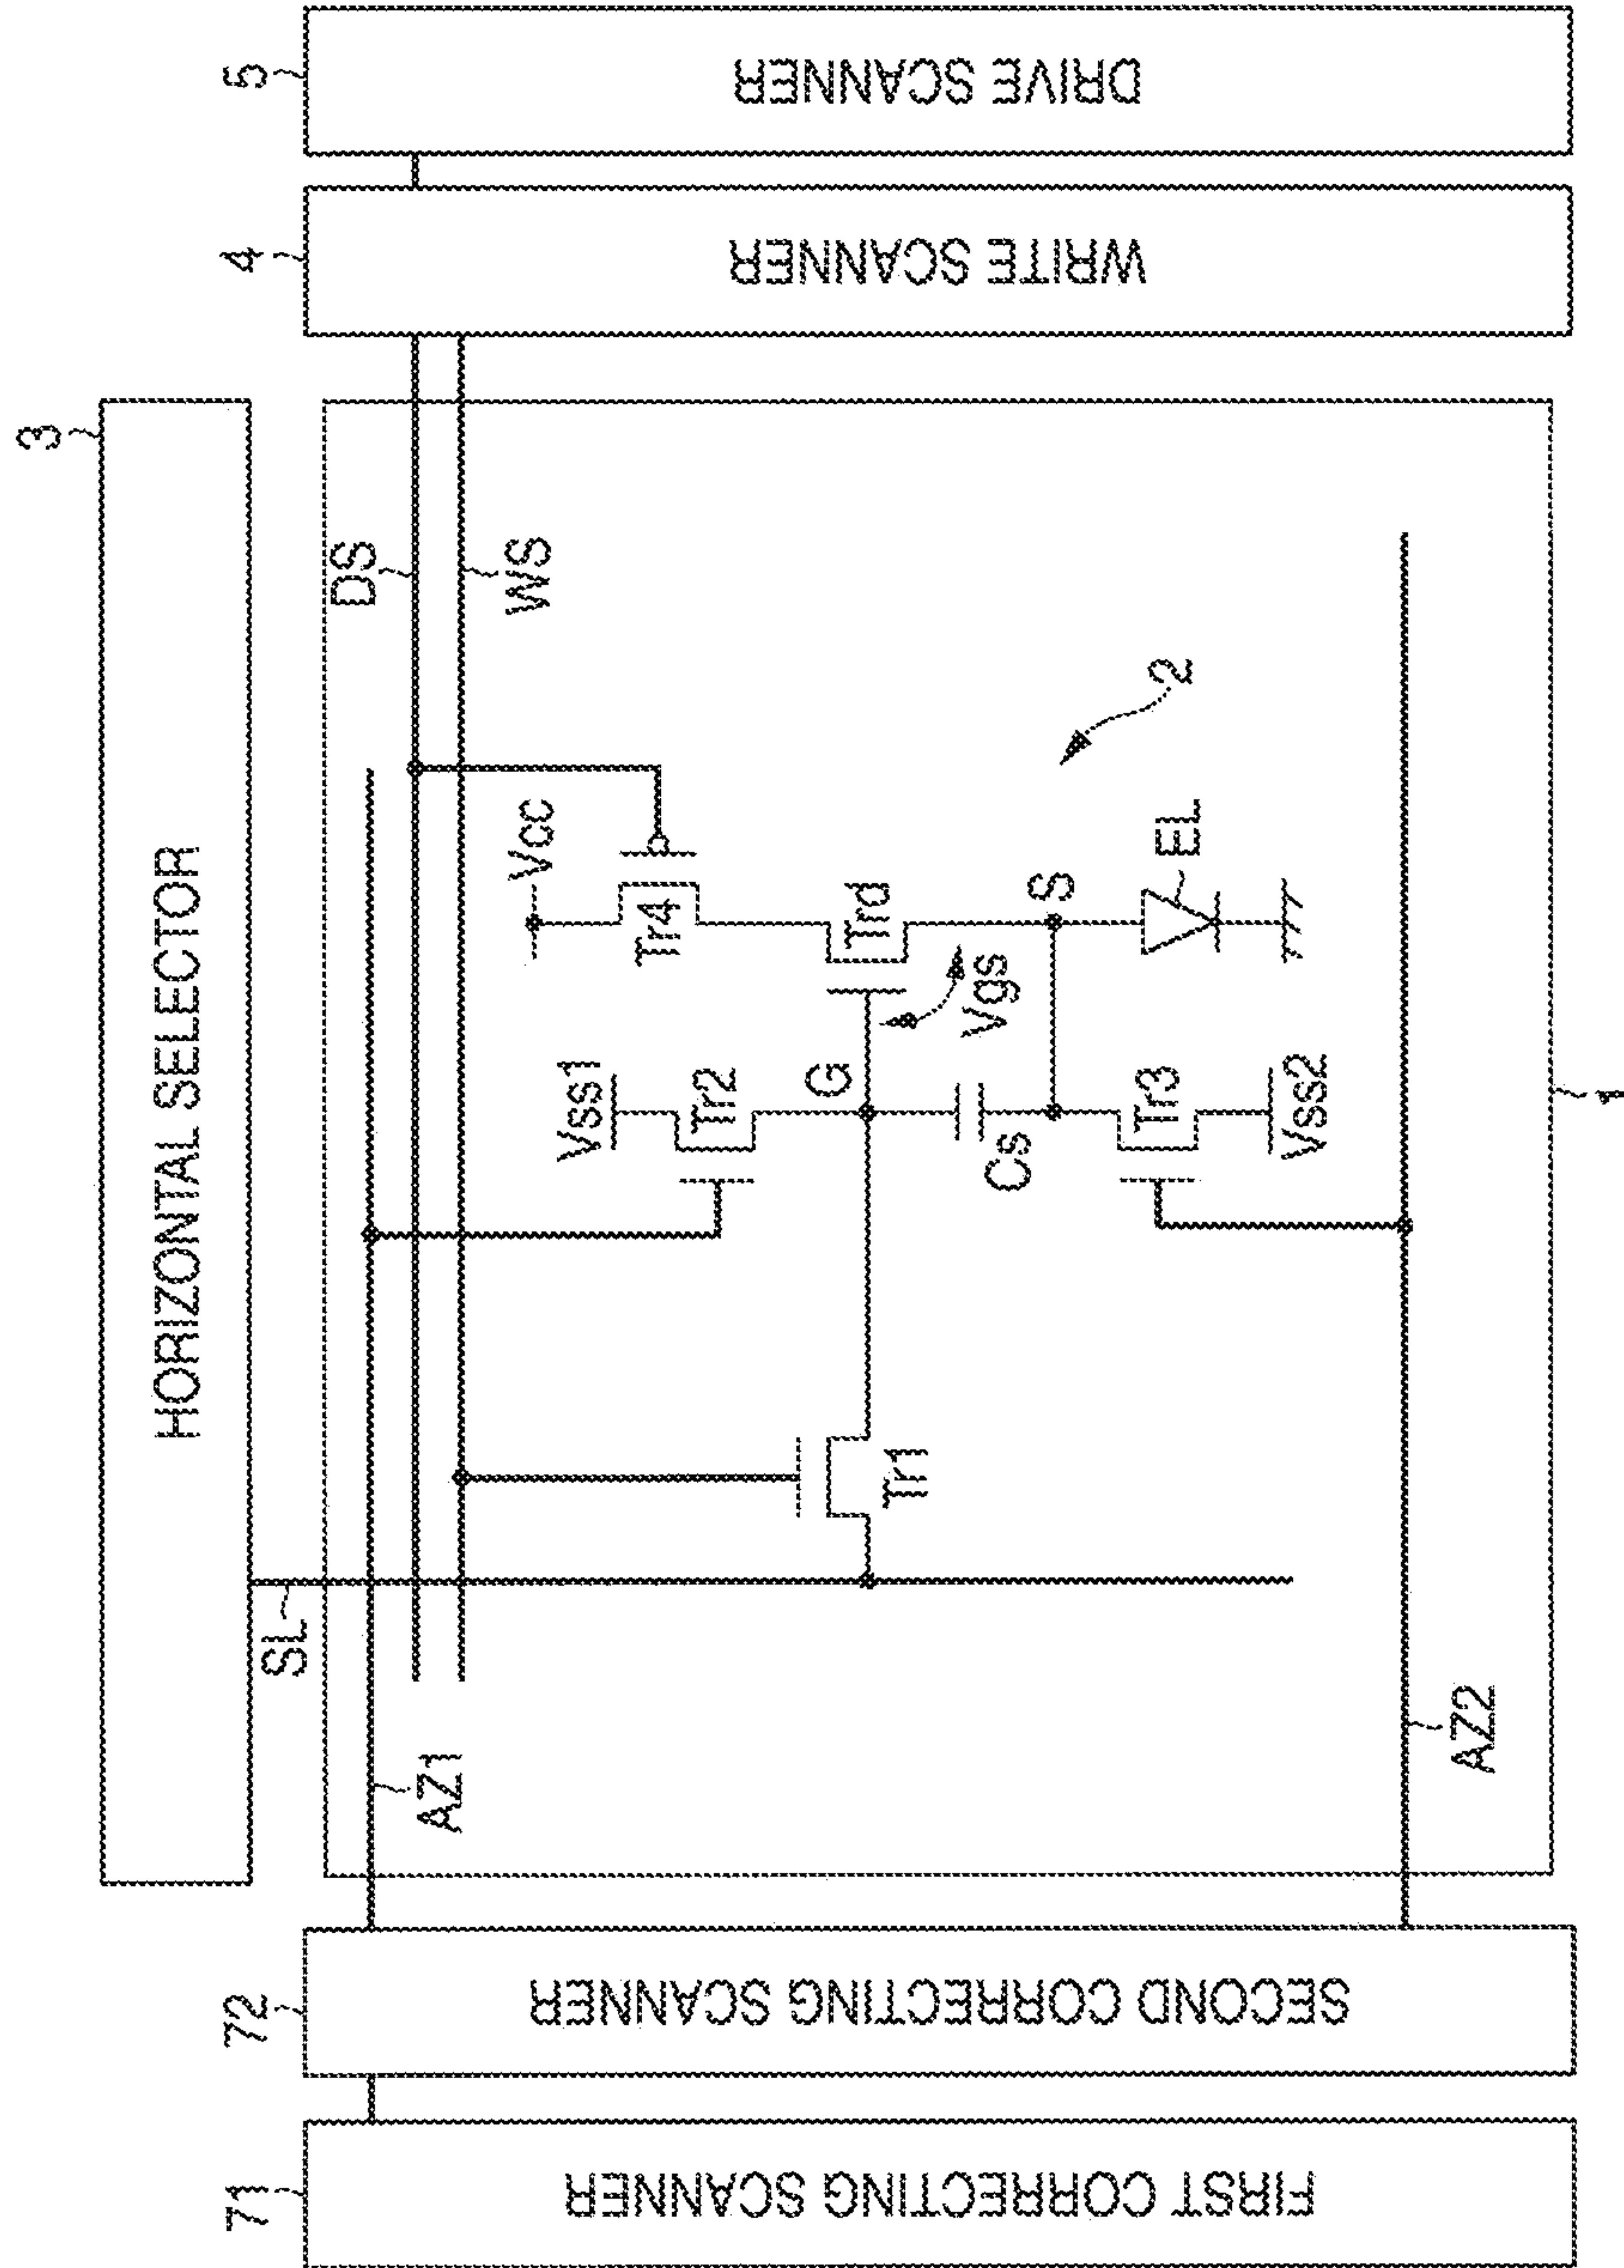 3
HORIZONTAL SELECTOR
71
FIRST CORRECTING SCANNER
72
SECOND CORRECTING SCANNER
SL
AZ1
DS
WS
4
WRITE SCANNER
5
DRIVE SCANNER
Vss1
Vcc
Tr2
Tr4
G
Trd
Tr1
Vgs
Cs
S
Tr3
EL
2
Vss2
AZ2
1